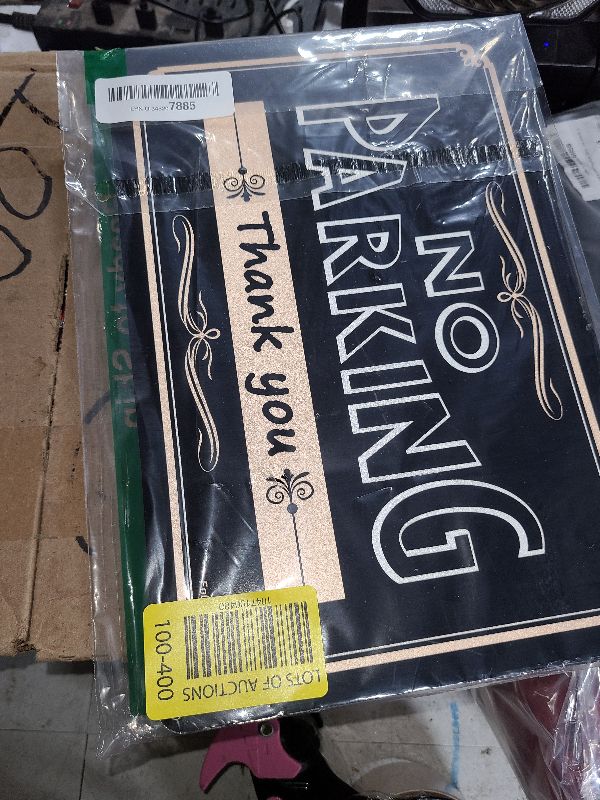 NO
PARKING
Thank you
7885
LOTS OF AUCTIONS
100-400